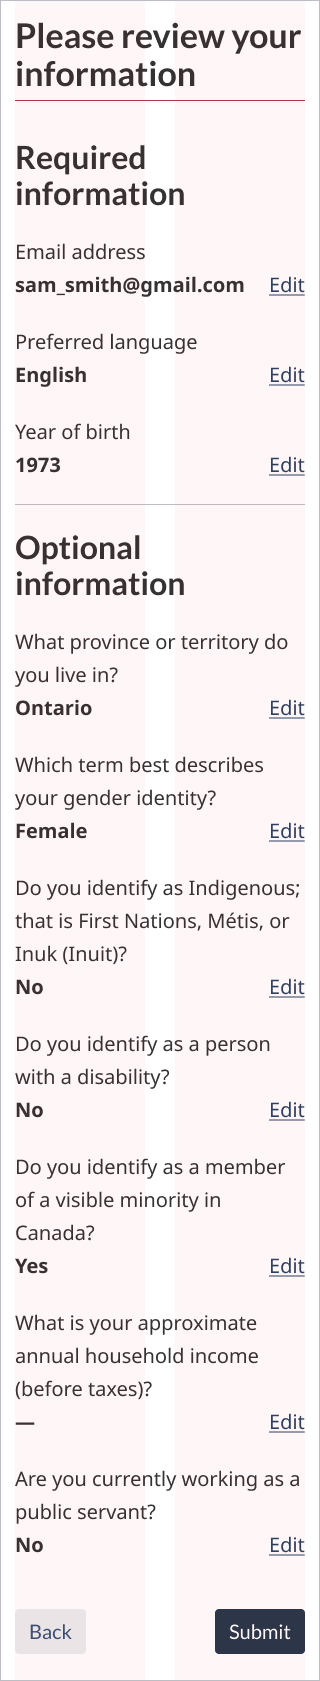 Please review your
information
Required
information
Email address
sam_smith@gmail.com Edit
Preferred language
English Edit
Year of birth
1973 Edit
Optional
information
What province or territory do
you live in?
Ontario Edit
Which term best describes
your gender identity?
Female Edit
Do you identify as Indigenous;
that is First Nations, Métis, or
Inuk (Inuit)?
No Edit
Do you identify as a person
with a disability?
No Edit
Do you identify as a member
of a visible minority in
Canada?
Yes Edit
What is your approximate
annual household income
(before taxes)?
— Edit
Are you currently working as a
public servant?
No Edit
Back Submit